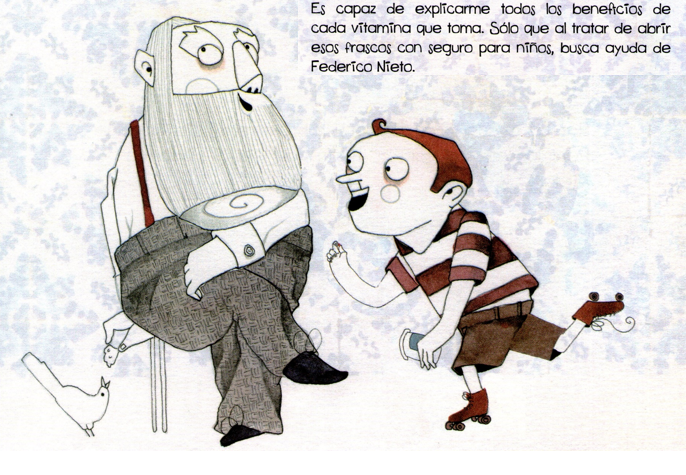 Es capaz de explicarme todos los beneficios de
cada vitamina que toma. Sólo que al tratar de abrir
esos frascos con seguro para niños, busca ayuda de
Federico Nieto.